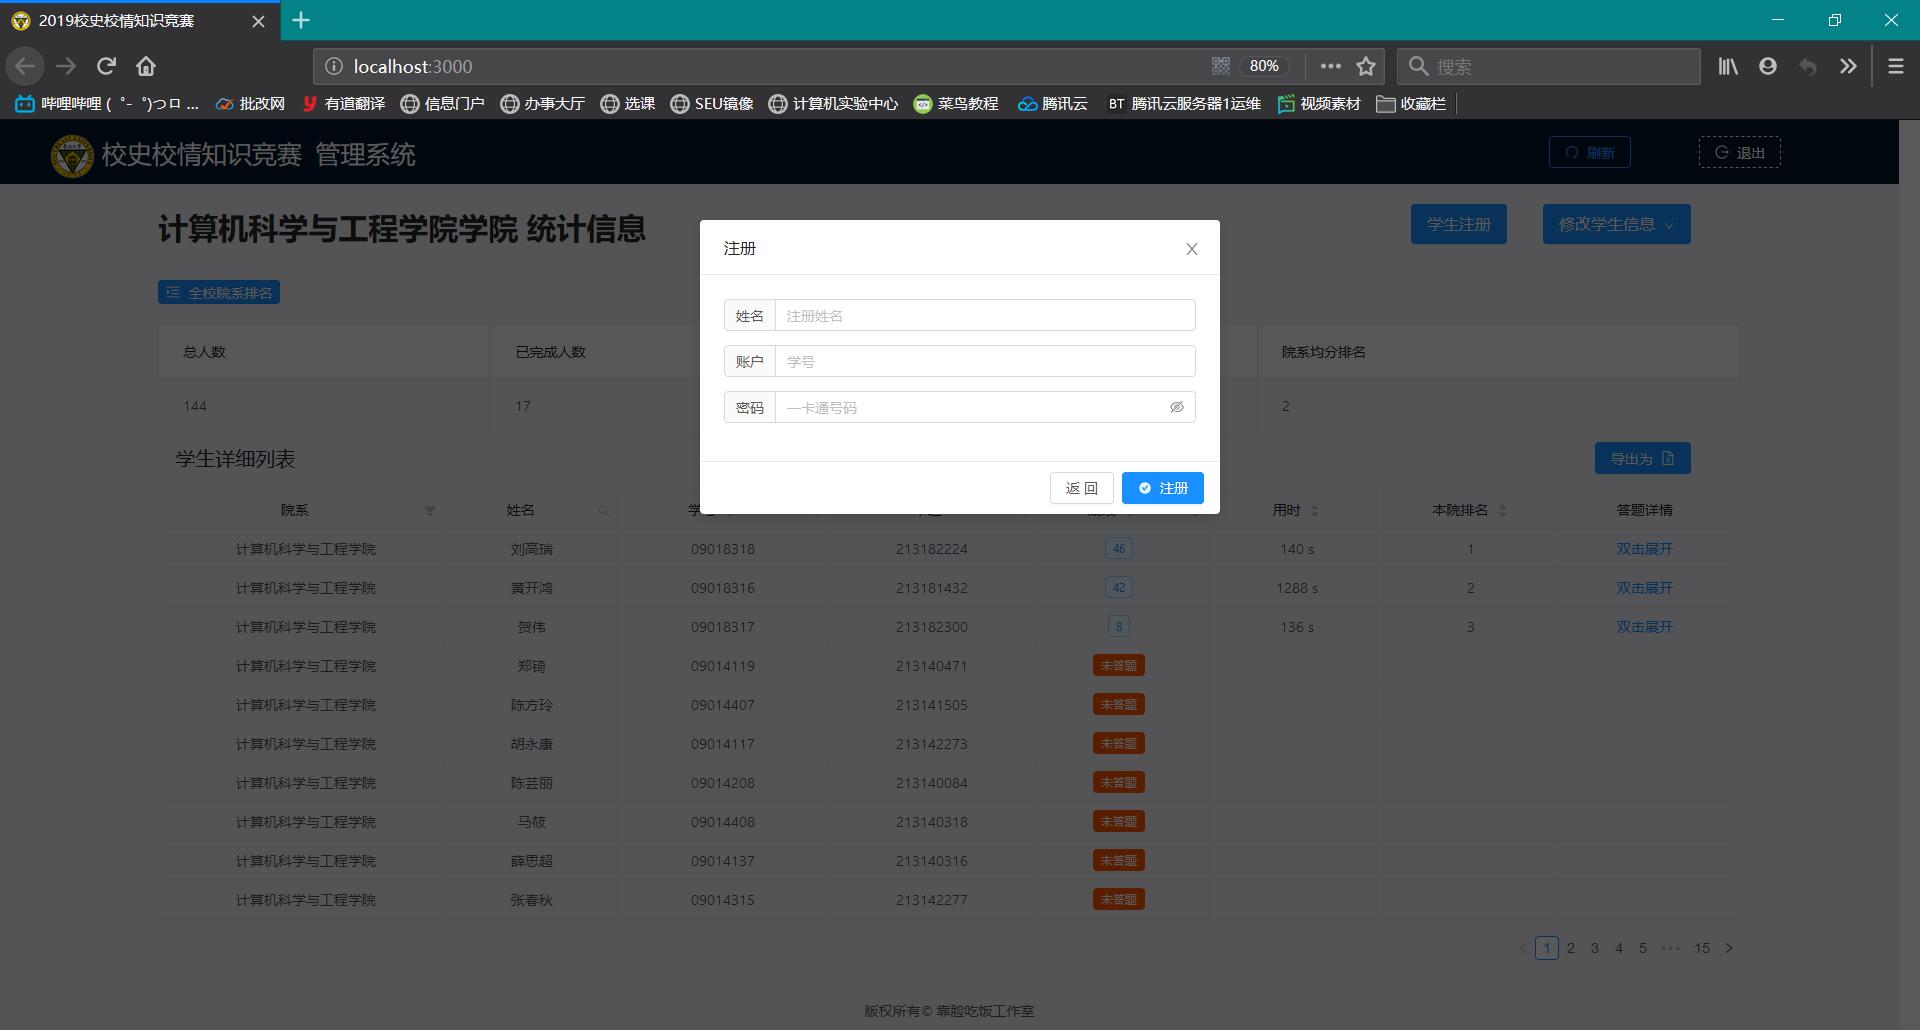 2019校史校情知识竞赛
localhost:3000
80%
搜索
哔哩哔哩 ( ゜- ゜)つロ ...
批改网
有道翻译
信息门户
办事大厅
选课
SEU镜像
计算机实验中心
菜鸟教程
腾讯云
BT 腾讯云服务器1运维
视频素材
收藏栏
校史校情知识竞赛 管理系统
刷新
退出
计算机科学与工程学院学院 统计信息
学生注册
修改学生信息
全校院系排名
总人数 已完成人数 院系均分排名
144 17 2
注册
姓名 注册姓名
账户 学号
密码 一卡通号码
返 回 注册
学生详细列表
导出为
院系 姓名 用时 本院排名 答题详情
计算机科学与工程学院 刘高瑞 09018318 213182224 46 140 s 1 双击展开
计算机科学与工程学院 黄开鸿 09018316 213181432 42 1288 s 2 双击展开
计算机科学与工程学院 贺伟 09018317 213182300 8 136 s 3 双击展开
计算机科学与工程学院 郑锜 09014119 213140471 未答题
计算机科学与工程学院 陈方玲 09014407 213141505 未答题
计算机科学与工程学院 胡永康 09014117 213142273 未答题
计算机科学与工程学院 陈芸丽 09014208 213140084 未答题
计算机科学与工程学院 马筱 09014408 213140318 未答题
计算机科学与工程学院 薛思超 09014137 213140316 未答题
计算机科学与工程学院 张春秋 09014315 213142277 未答题
1 2 3 4 5 ••• 15
版权所有© 靠脸吃饭工作室